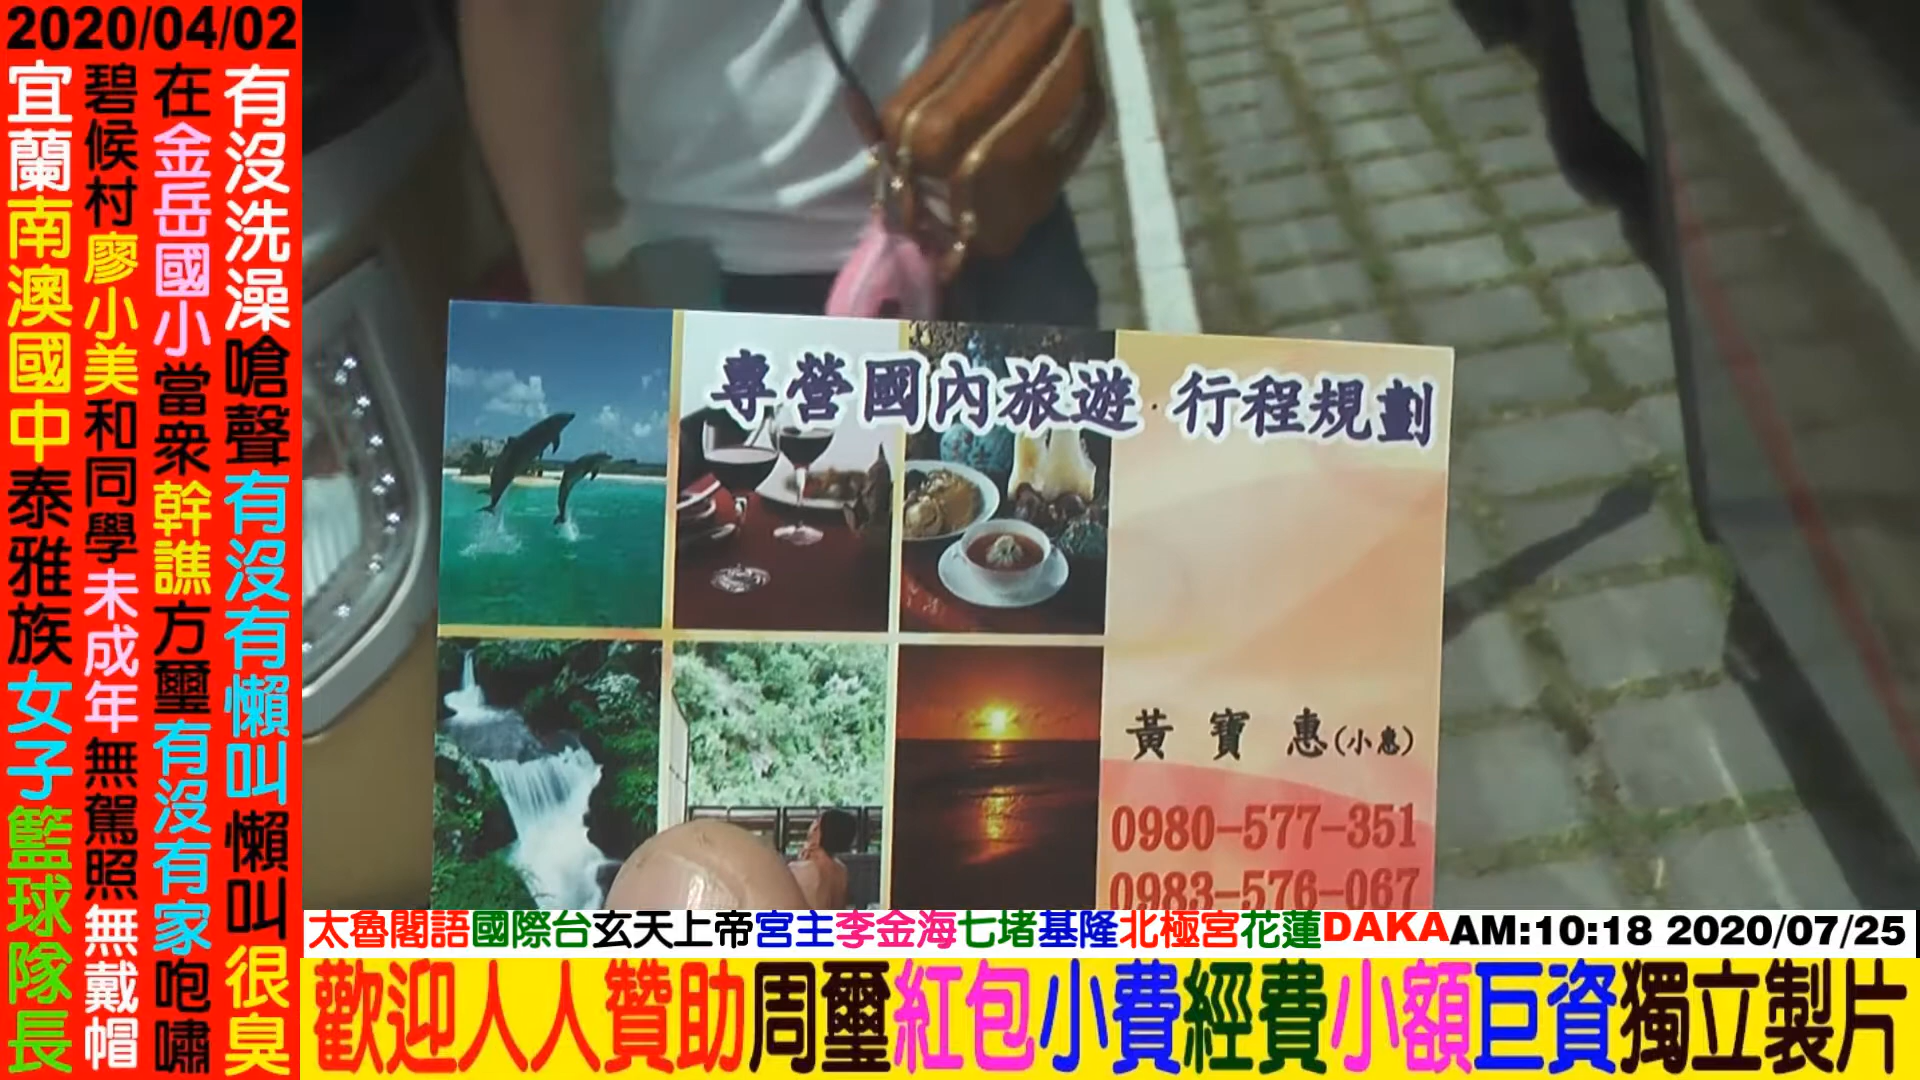 2020/04/02
宜蘭南澳國中泰雅族女子籃球隊長
碧候村廖小美和同學未成年無駕照無戴帽
在金岳國小當眾幹譙方璽有沒有家咆嘯
有沒洗澡嗆聲有沒有懶叫懶叫很臭
專營國內旅遊.行程規劃
黃寶惠(小惠)
0980-577-351
0983-576-067
太魯閣語國際台玄天上帝宮主李金海七堵基隆北極宮花蓮DAKA AM:10:18 2020/07/25
歡迎人人贊助周璽紅包小費經費小額巨資獨立製片